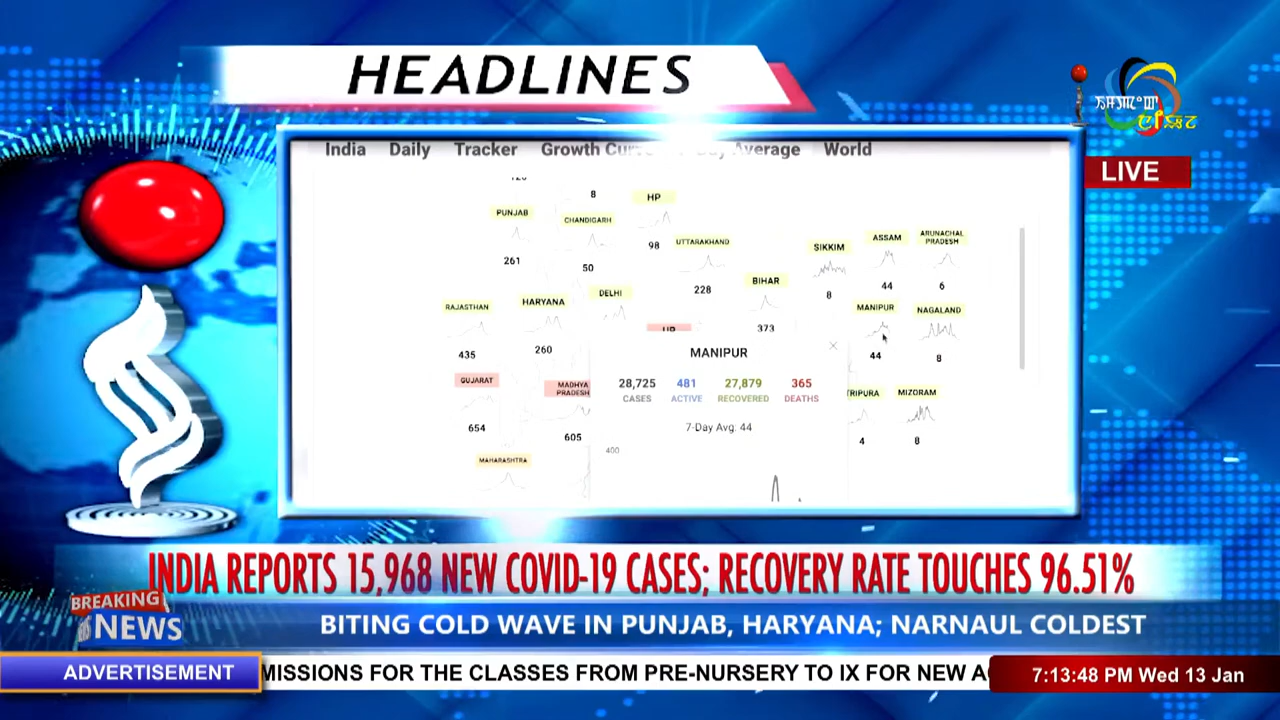 HEADLINES
LIVE
India Daily Tracker Growth Average World
8
HP
PUNJAB
CHANDIGARH
98
UTTARAKHAND
261
50
228
SIKKIM
ASSAM
ARUNACHAL
PRADESH
8
44
6
BIHAR
373
RAJASTHAN
HARYANA
DELHI
435
260
UP
MANIPUR
NAGALAND
44
8
MANIPUR
28,725 481 27,879 365
CASES ACTIVE RECOVERED DEATHS
7-Day Avg: 44
400
GUJARAT
MADHYA
PRADESH
654
605
MAHARASHTRA
TRIPURA
MIZORAM
4
8
INDIA REPORTS 15,968 NEW COVID-19 CASES; RECOVERY RATE TOUCHES 96.51%
BREAKING
NEWS
BITING COLD WAVE IN PUNJAB, HARYANA; NARNAUL COLDEST
ADVERTISEMENT
MISSIONS FOR THE CLASSES FROM PRE-NURSERY TO IX FOR NEW
7:13:48 PM Wed 13 Jan